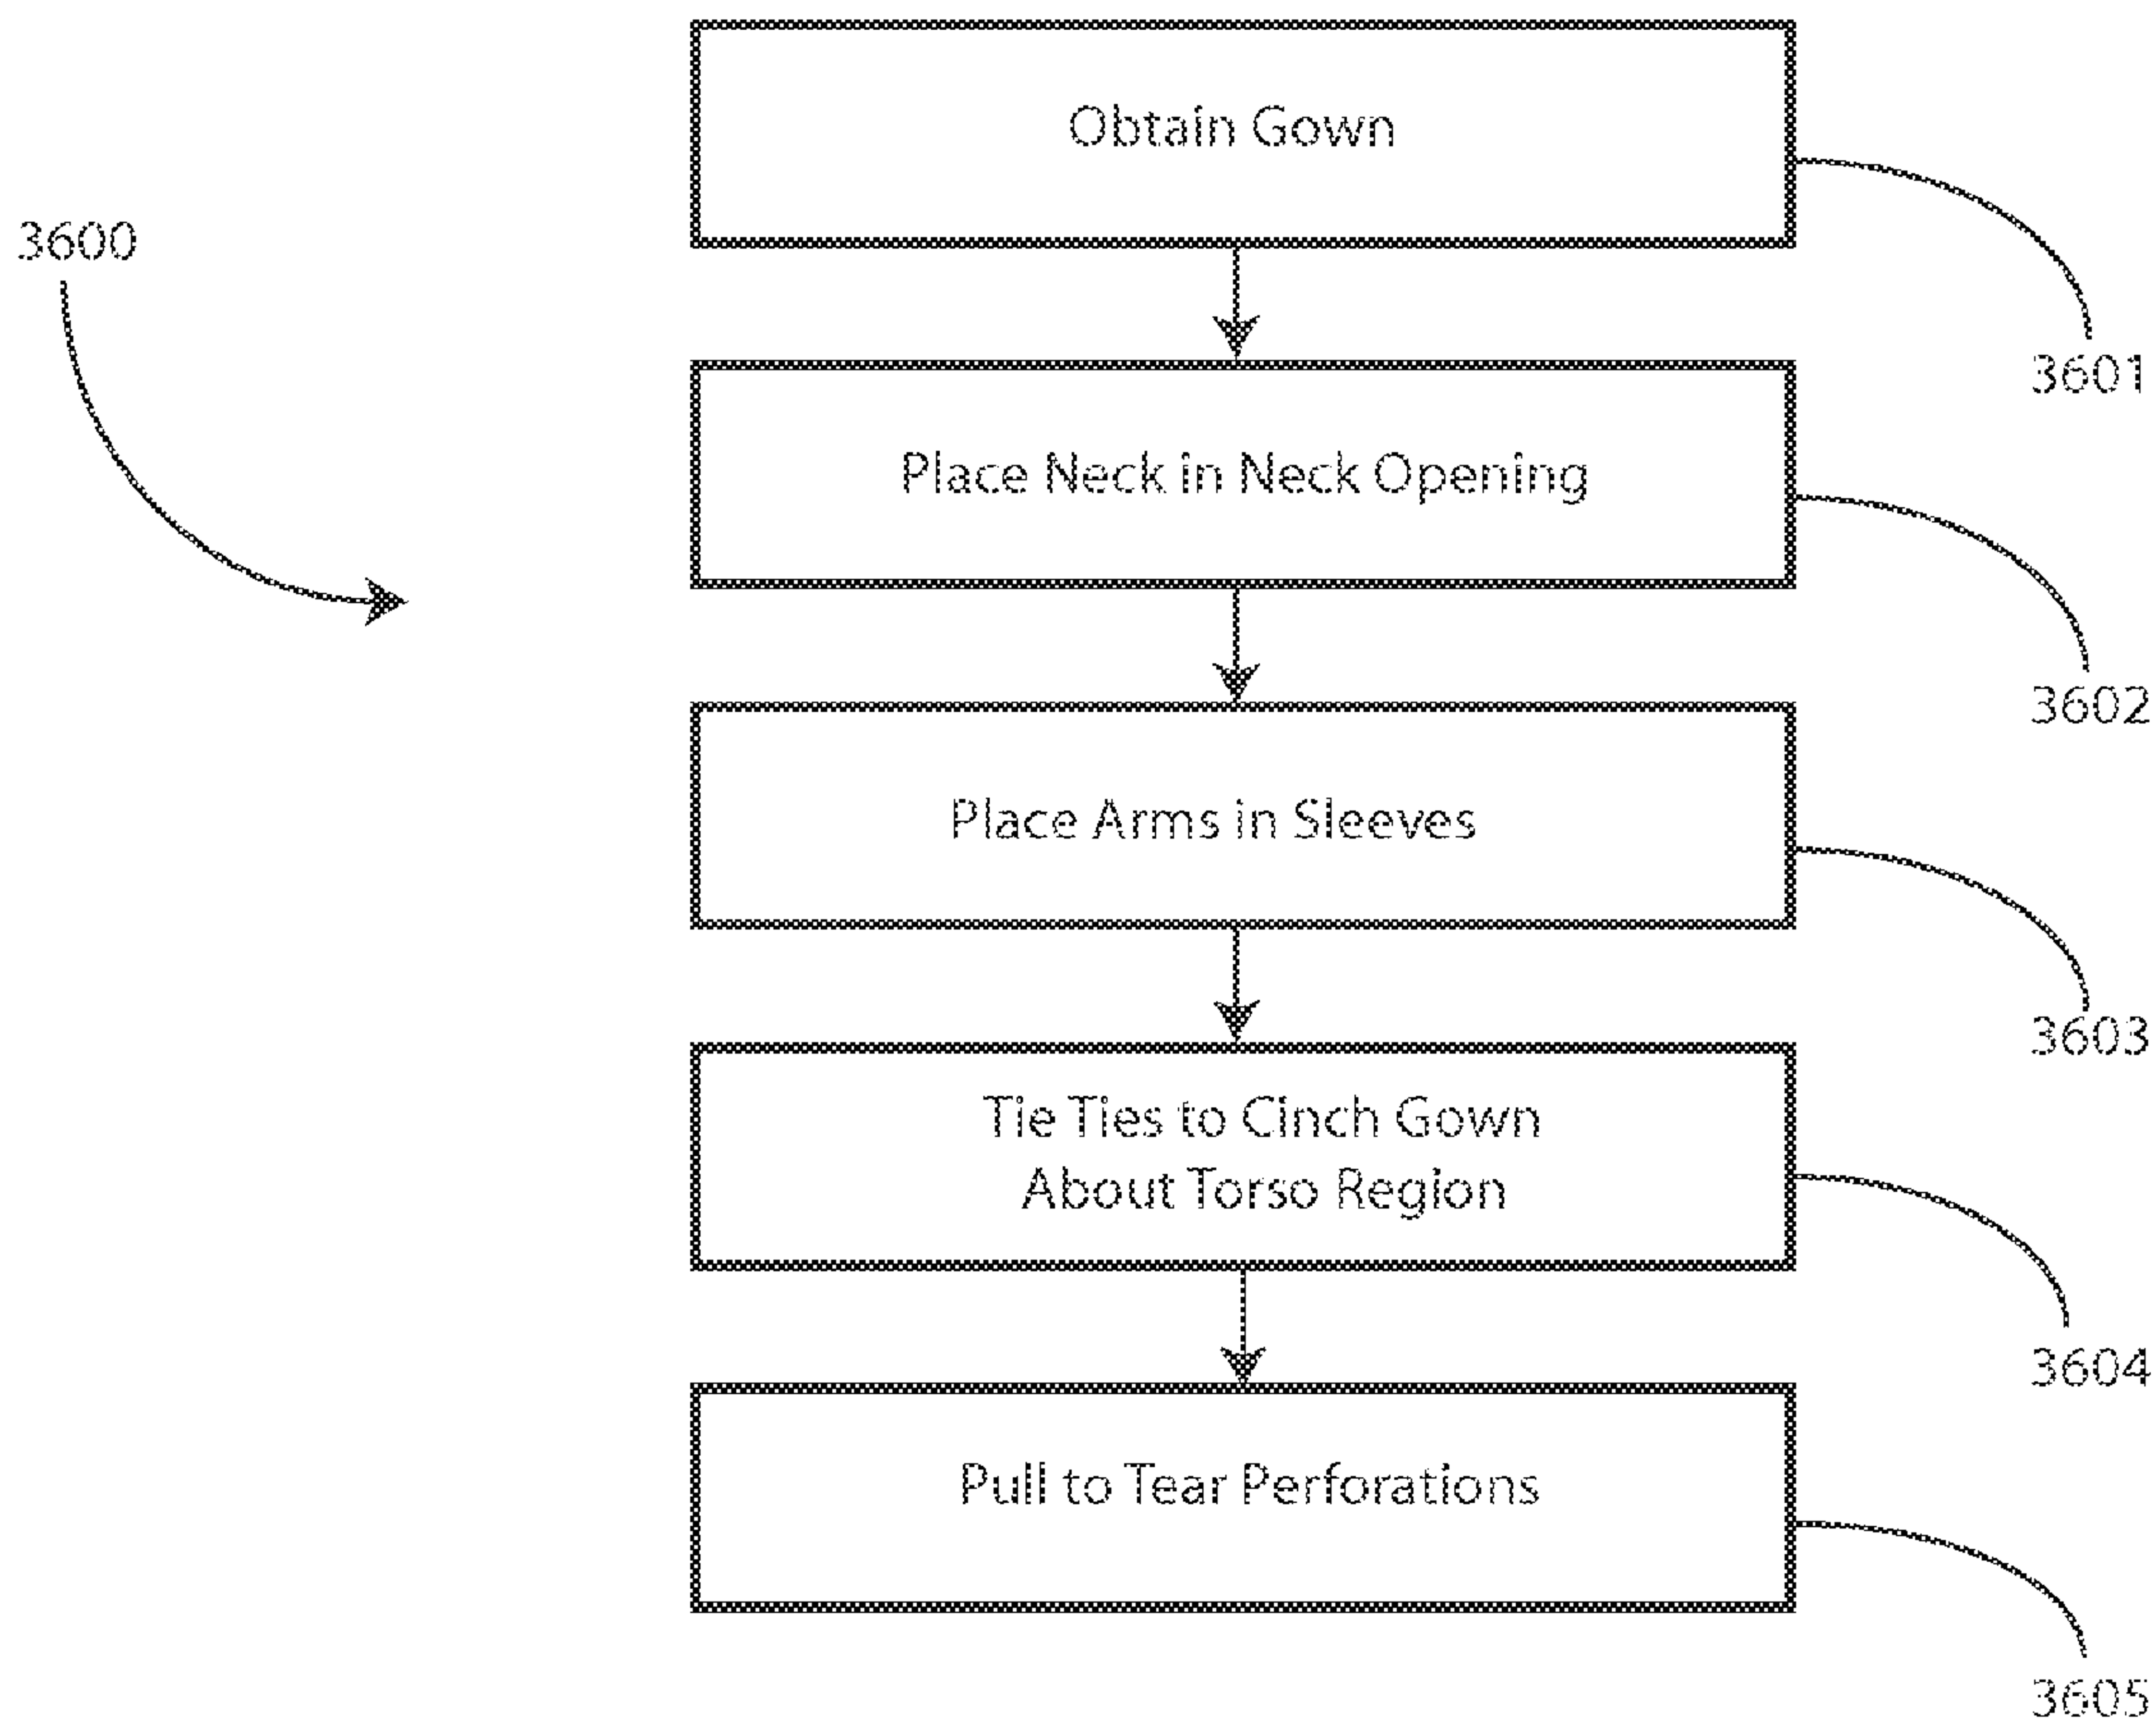 Obtain Gown
3600
3601
Place Neck in Neck Opening
3602
Place Arms in Sleeves
3603
Tie Ties to Cinch Gown
About Torso Region
3604
Pull to Tear Perforations
3605